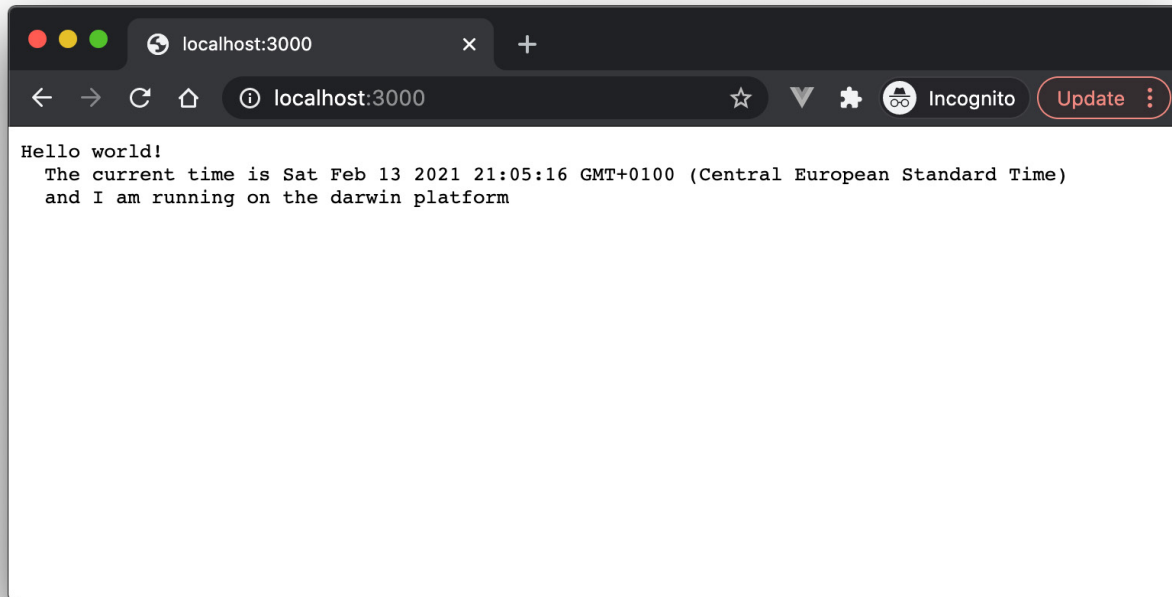 localhost:3000
localhost:3000
Incognito
Update
Hello world!
The current time is Sat Feb 13 2021 21:05:16 GMT+0100 (Central European Standard Time)
and I am running on the darwin platform